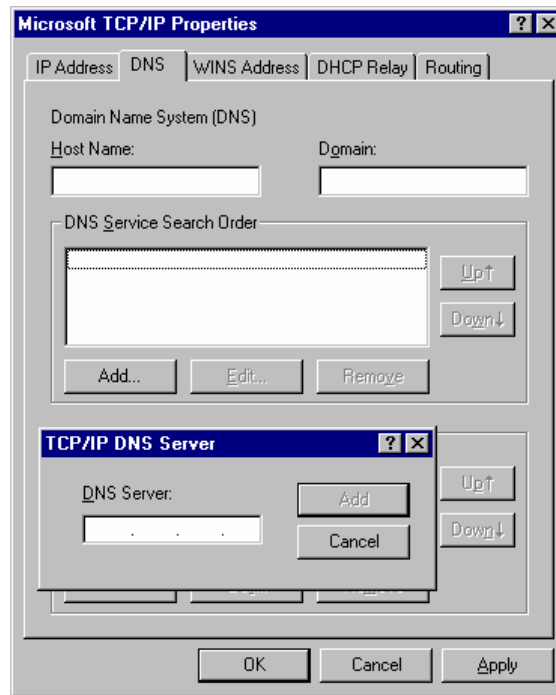 Microsoft TCP/IP Properties
IP Address DNS WINS Address DHCP Relay Routing
Domain Name System (DNS)
Host Name: Domain:
DNS Service Search Order
Up↑
Down↓
Add... Edit... Remove
TCP/IP DNS Server
DNS Server:
Add
Cancel
Up↑
Down↓
OK Cancel Apply